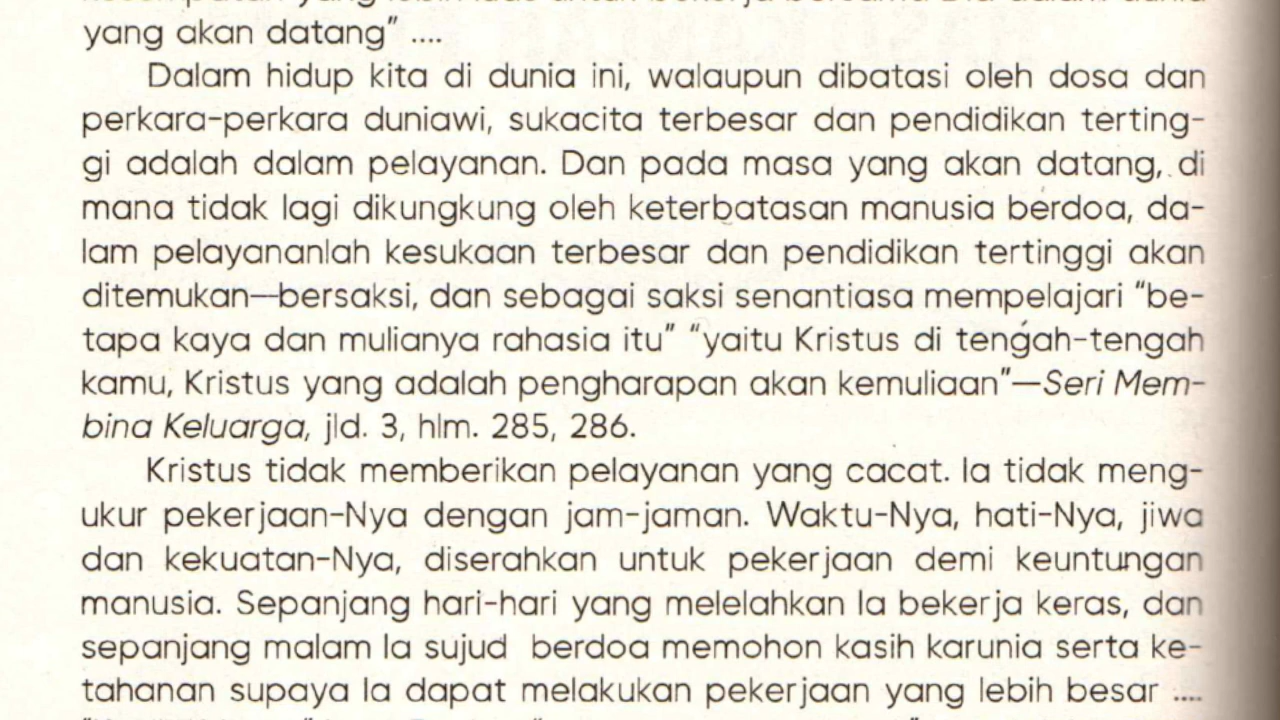 yang akan datang” ....
Dalam hidup kita di dunia ini, walaupun dibatasi oleh dosa dan
perkara-perkara duniawi, sukacita terbesar dan pendidikan terting-
gi adalah dalam pelayanan. Dan pada masa yang akan datang, di
mana tidak lagi dikungkung oleh keterbatasan manusia berdoa, da-
lam pelayananlah kesukaan terbesar dan pendidikan tertinggi akan
ditemukan—bersaksi, dan sebagai saksi senantiasa mempelajari “be-
tapa kaya dan mulianya rahasia itu” “yaitu Kristus di tengah-tengah
kamu, Kristus yang adalah pengharapan akan kemuliaan”—Seri Mem-
bina Keluarga, jld. 3, hlm. 285, 286.
Kristus tidak memberikan pelayanan yang cacat. Ia tidak meng-
ukur pekerjaan-Nya dengan jam-jaman. Waktu-Nya, hati-Nya, jiwa
dan kekuatan-Nya, diserahkan untuk pekerjaan demi keuntungan
manusia. Sepanjang hari-hari yang melelahkan Ia bekerja keras, dan
sepanjang malam Ia sujud berdoa memohon kasih karunia serta ke-
tahanan supaya Ia dapat melakukan pekerjaan yang lebih besar ....